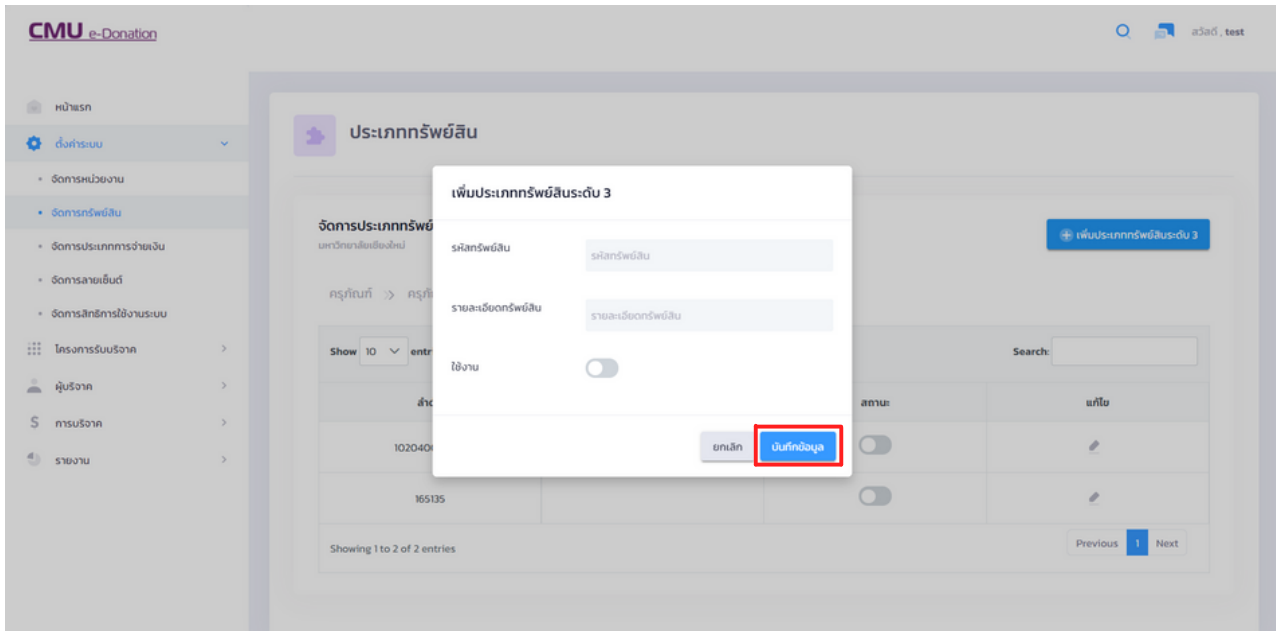 CMU e-Donation
สวัสดี , test
หน้าแรก
ตั้งค่าระบบ
จัดการหน่วยงาน
จัดการทรัพย์สิน
จัดการประเภทการจ่ายเงิน
จัดการลายเซ็นต์
จัดการสิทธิการใช้งานระบบ
โครงการรับบริจาค
ผู้บริจาค
การบริจาค
รายงาน
ประเภททรัพย์สิน
จัดการประเภททรัพย์
มหาวิทยาลัยเชียงใหม่
เพิ่มประเภททรัพย์สินระดับ 3
ครุภัณฑ์ >>
Show 10
Search:
สถานะ
แก้ไข
165135
Showing 1 to 2 of 2 entries
Previous 1 Next
เพิ่มประเภททรัพย์สินระดับ 3
รหัสทรัพย์สิน
รหัสทรัพย์สิน
รายละเอียดทรัพย์สิน
รายละเอียดทรัพย์สิน
ใช้งาน
ยกเลิก
บันทึกข้อมูล